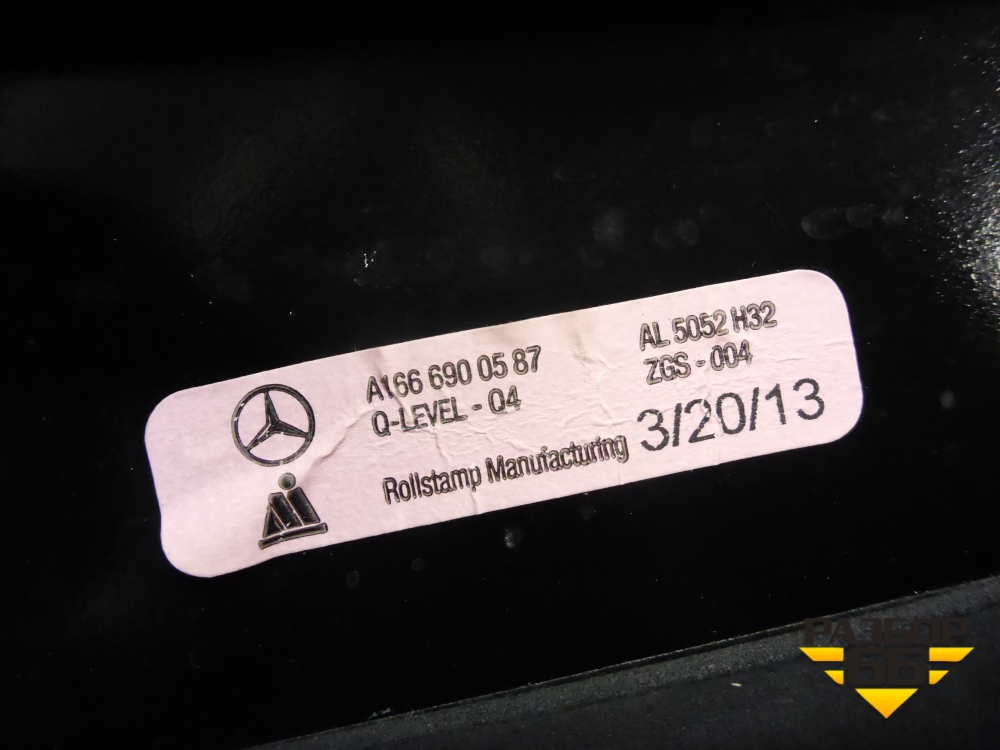 A166 690 05 87
Q-LEVEL - Q4
AL 5052 H32
ZGS - 004
Rollstamp Manufacturing
3/20/13
РАЗБОР
66